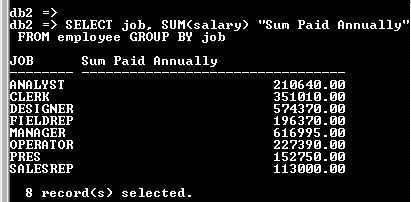 db2 =>
db2 => SELECT job, SUM(salary) "Sum Paid Annually"
FROM employee GROUP BY job
JOB Sum Paid Annually
-------- ---------------------------------
ANALYST 210640.00
CLERK 351010.00
DESIGNER 574370.00
FIELDREP 196370.00
MANAGER 616995.00
OPERATOR 227390.00
PRES 152750.00
SALESREP 113000.00
8 record(s) selected.